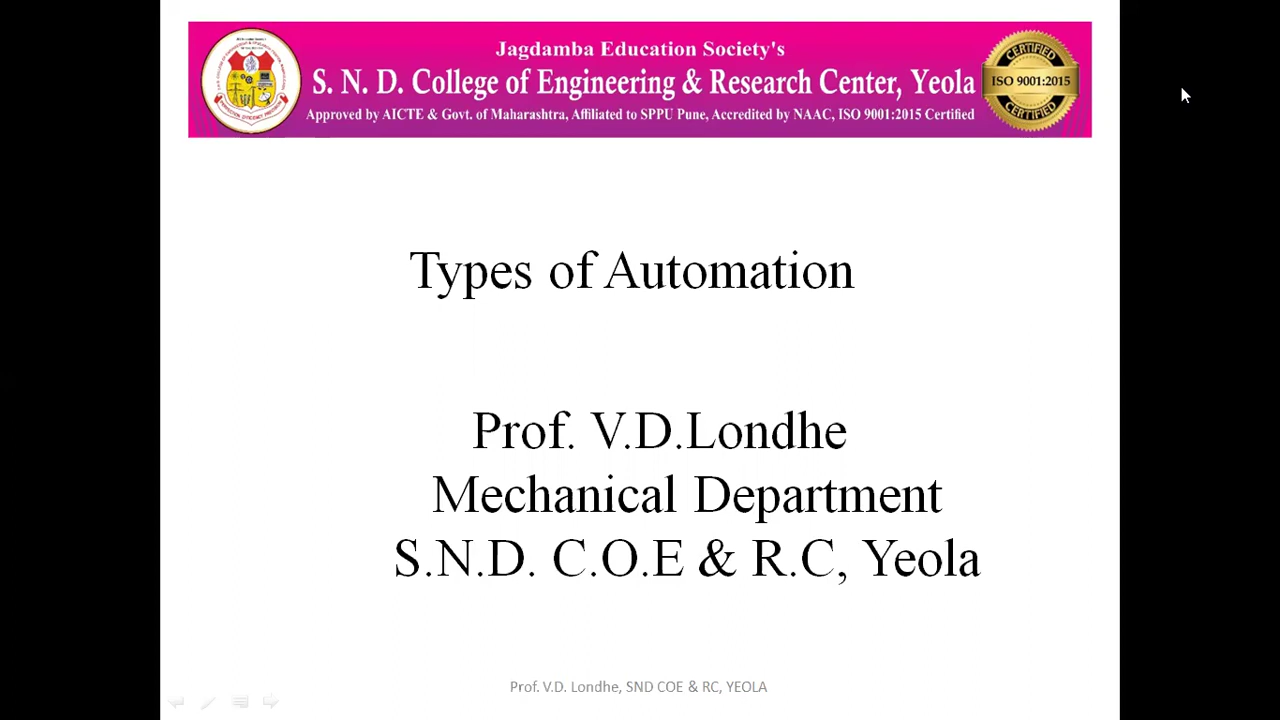 Jagdamba Education Society's
S. N. D. College of Engineering & Research Center, Yeola
Approved by AICTE & Govt. of Maharashtra, Affiliated to SPPU Pune, Accredited by NAAC, ISO 9001:2015 Certified
CERTIFIED
ISO 9001:2015
CERTIFIED
Types of Automation
Prof. V.D.Londhe
Mechanical Department
S.N.D. C.O.E & R.C, Yeola
Prof. V.D. Londhe, SND COE & RC, YEOLA